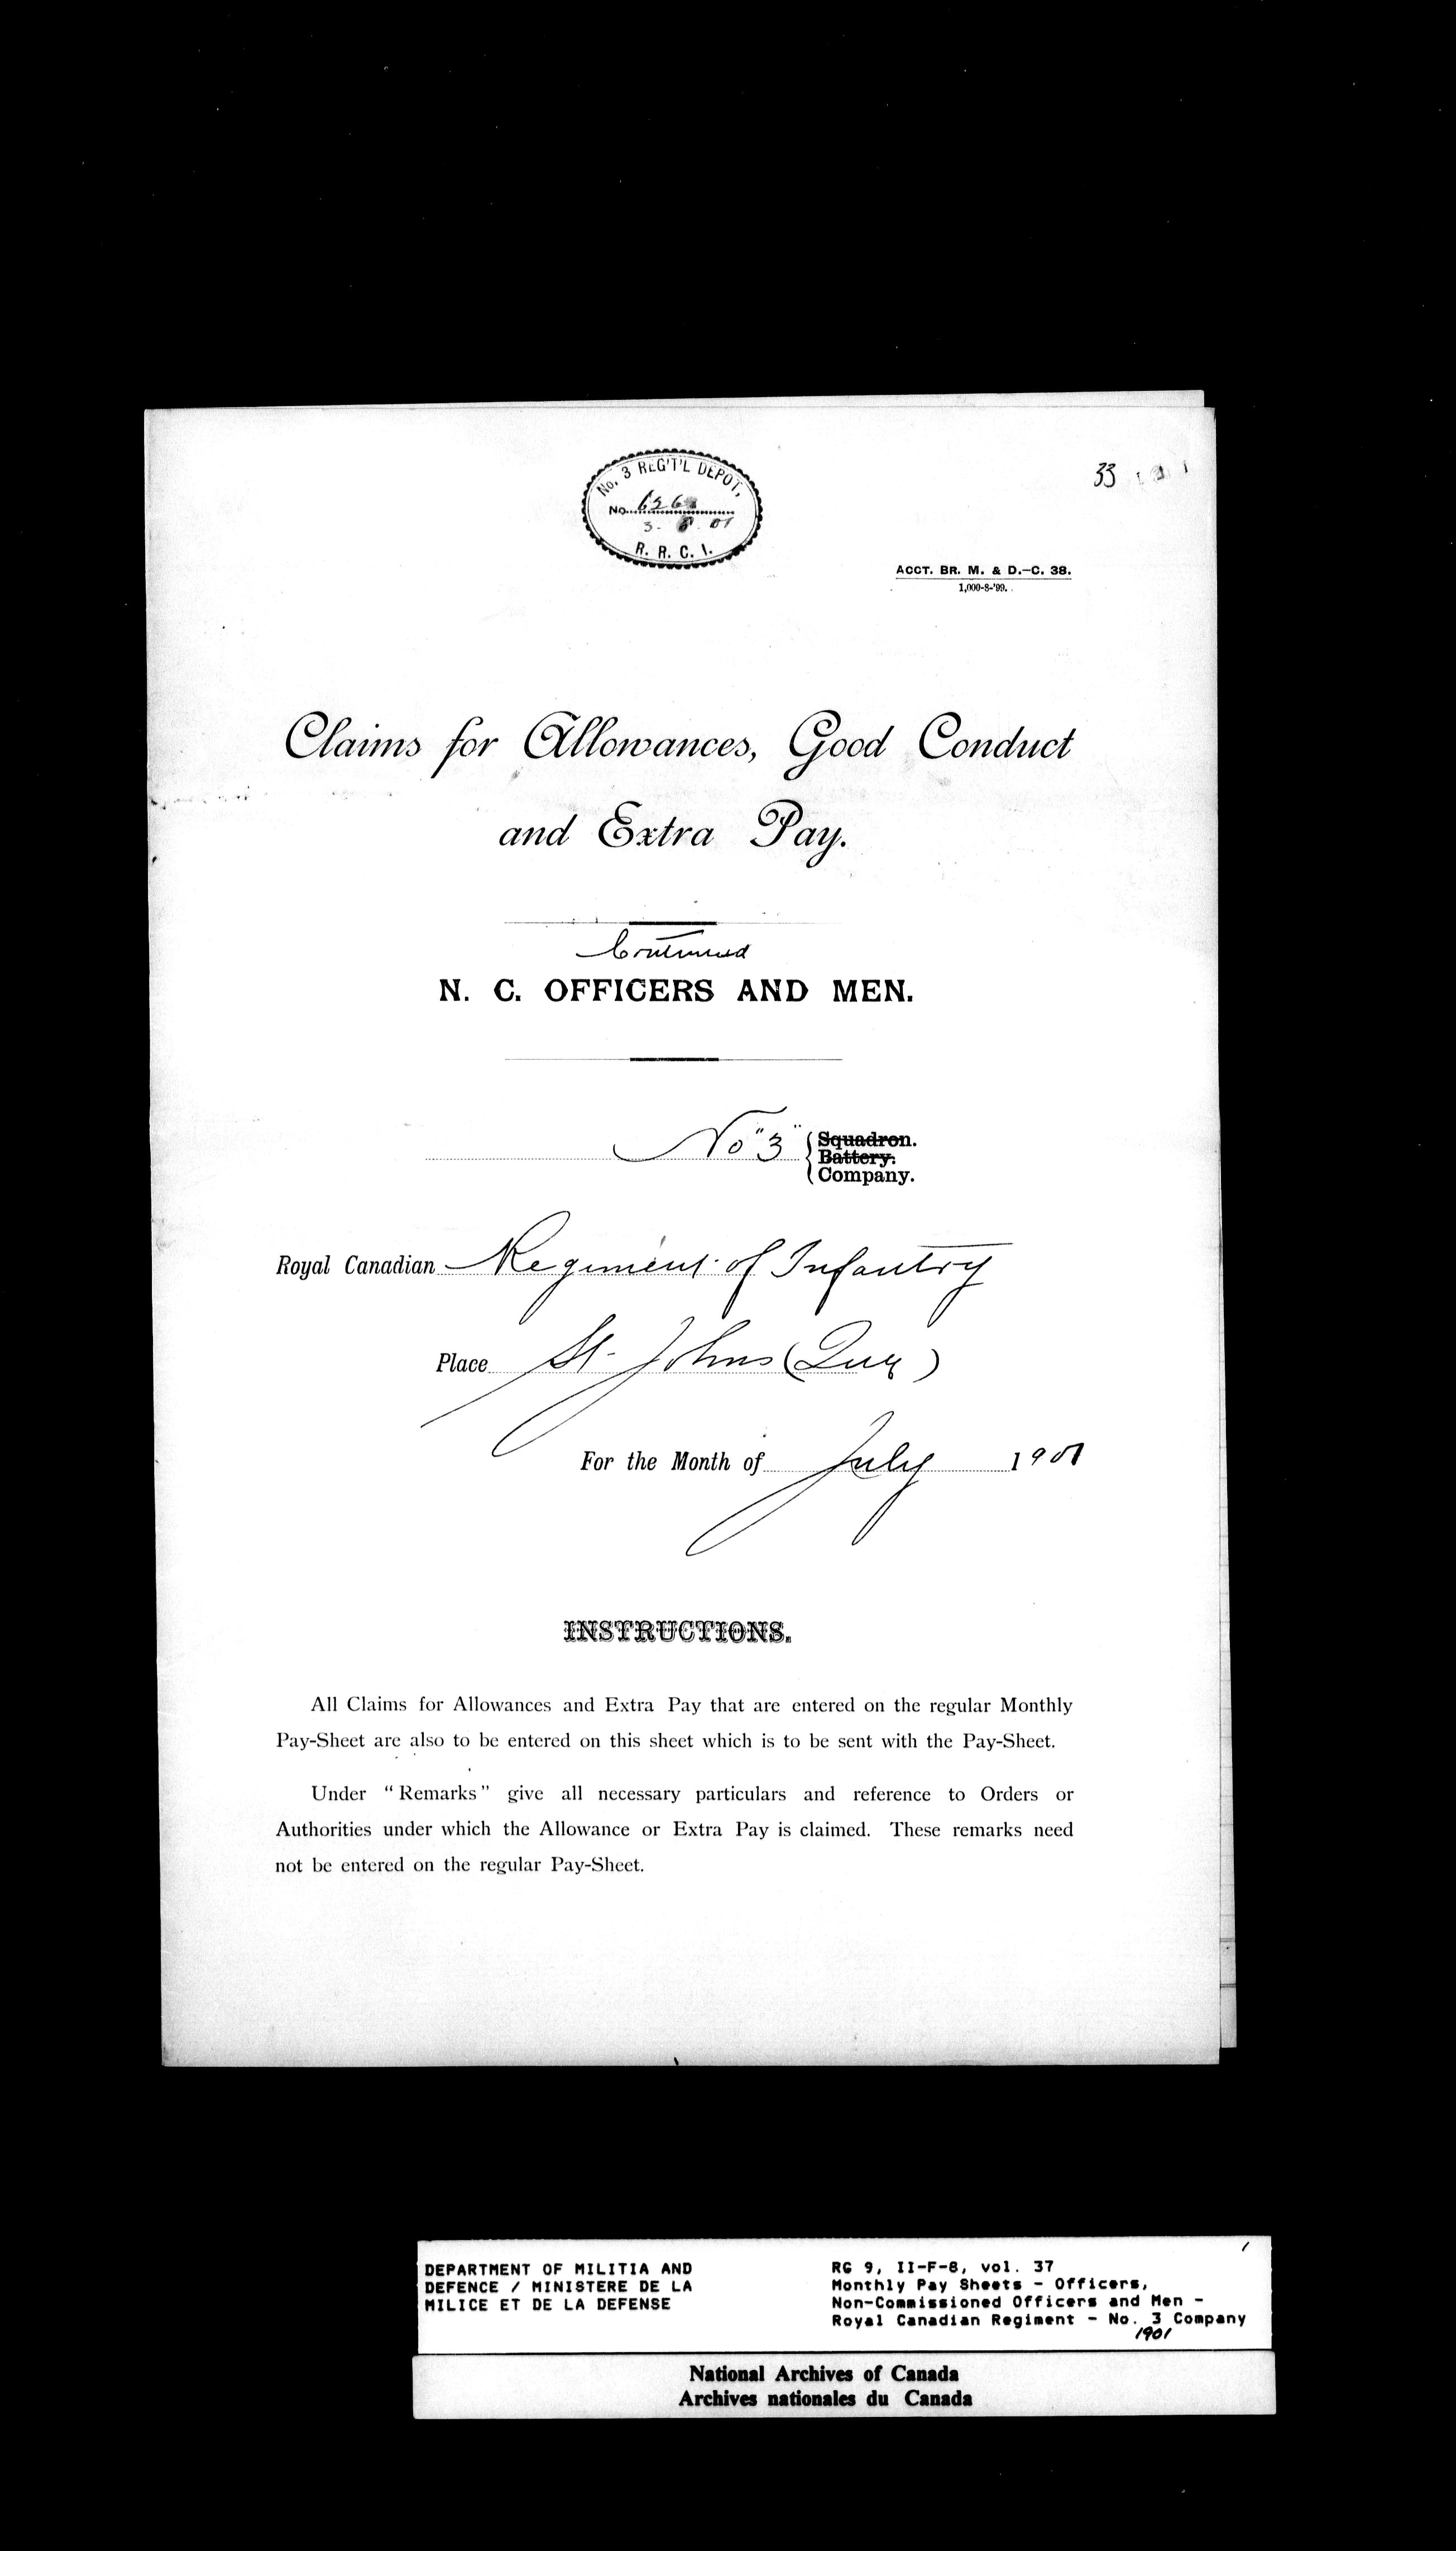 No. 3 REG'T'L DEPOT,
No.
3. 8. 01
R. R. C. I.
33
ACCT. BR. M. & D.—C. 38.
1,000-8-'99.
Claims for Allowances, Good Conduct
and Extra Pay.
Continued
N. C. OFFICERS AND MEN.
No "3" { Squadron.
Battery.
Company.
Royal Canadian Regiment of Infantry
Place St. Johns (Que)
For the Month of July 1901
INSTRUCTIONS.
All Claims for Allowances and Extra Pay that are entered on the regular Monthly
Pay-Sheet are also to be entered on this sheet which is to be sent with the Pay-Sheet.
Under "Remarks" give all necessary particulars and reference to Orders or
Authorities under which the Allowance or Extra Pay is claimed. These remarks need
not be entered on the regular Pay-Sheet.
DEPARTMENT OF MILITIA AND
DEFENCE / MINISTERE DE LA
MILICE ET DE LA DEFENSE
RG 9, II-F-8, vol. 37
Monthly Pay Sheets - Officers,
Non-Commissioned Officers and Men -
Royal Canadian Regiment - No. 3 Company
1901
National Archives of Canada
Archives nationales du Canada